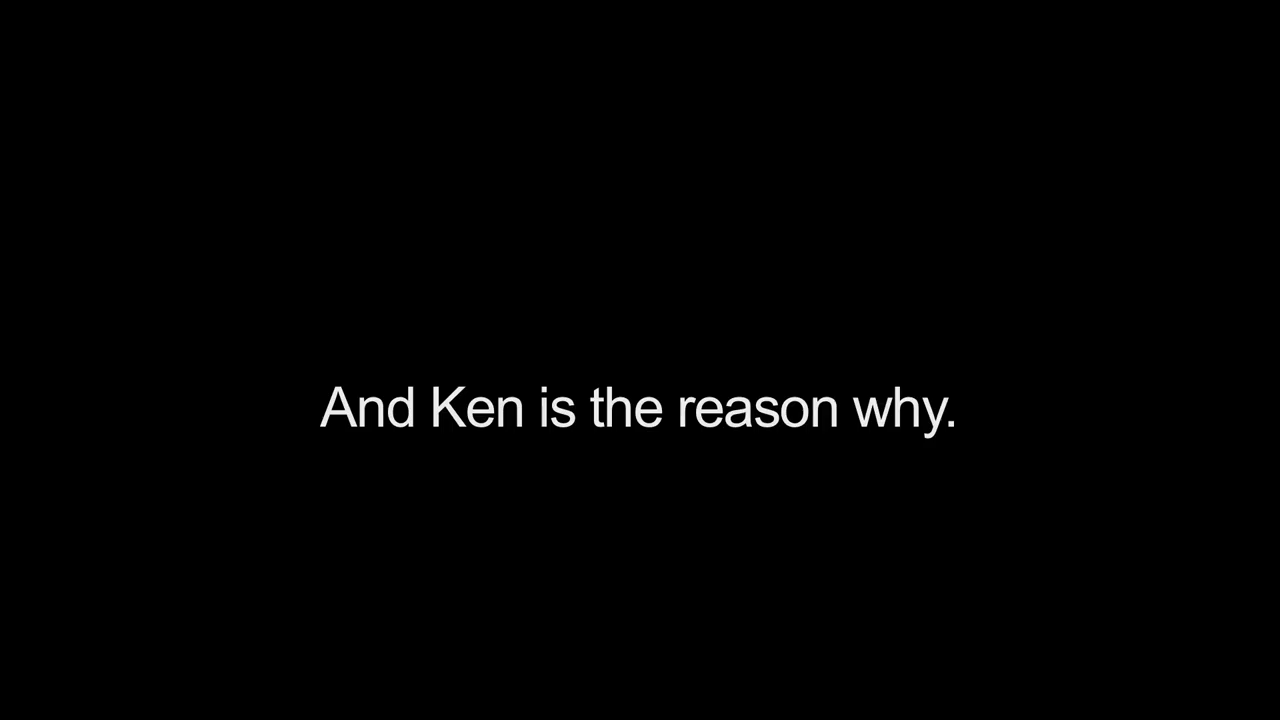 And Ken is the reason why.